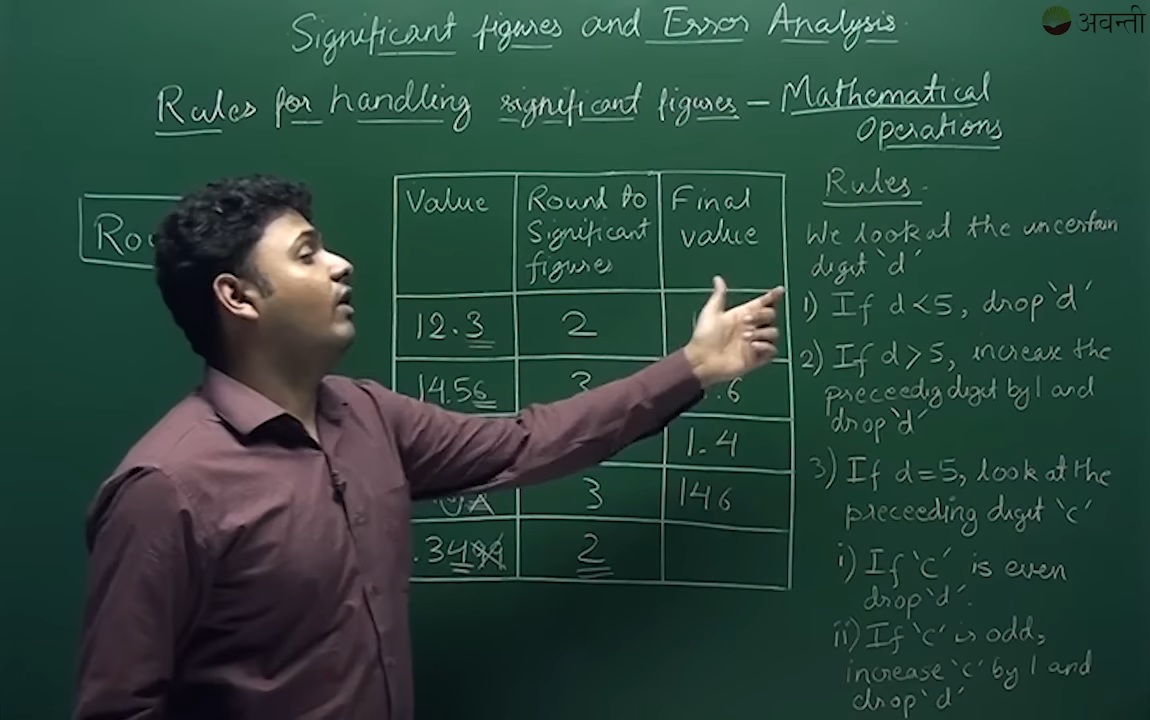 अवन्ती
Significant figures and Error Analysis
Rules for handling significant figures – Mathematical
Operations
Value
Round to
Significant
figures
Final
value
12.3
2
14.56
3
.6
1.4
3
146
.34
2
Rules.
We look at the uncertain
digit 'd'
1) If d<5, drop 'd'
2) If d>5, increase the
preceedig digit by 1 and
drop 'd'
3) If d=5, look at the
preceeding digit 'c'
i) If 'c' is even
drop 'd'.
ii) If 'c' is odd,
increase 'c' by 1 and
drop 'd'